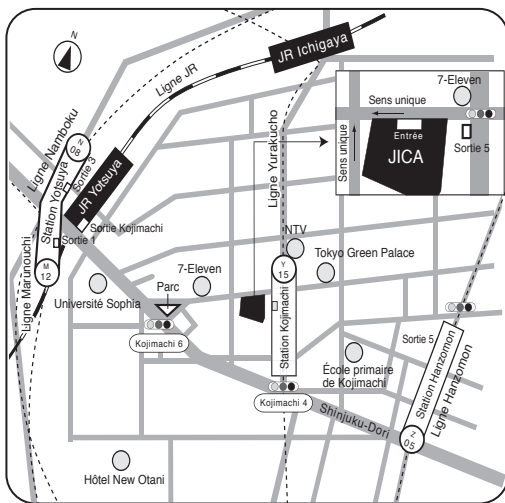 N
JR Ichigaya
Ligne JR
7-Eleven
Sens unique
Entrée
JICA
Sens unique
Sortie 5
Ligne Namboku
N
08
Station Yotsuya
Sortie 3
JR Yotsuya
Sortie Kojimachi
Sortie 1
Ligne Marunouchi
M
12
Ligne Yurakucho
NTV
Y
15
Tokyo Green Palace
7-Eleven
Parc
Université Sophia
Kojimachi 6
Station Kojimachi
Sortie 5
École primaire
de Kojimachi
Station Hanzomon
Ligne Hanzomon
Kojimachi 4
Shinjuku-Dori
Z
05
Hôtel New Otani